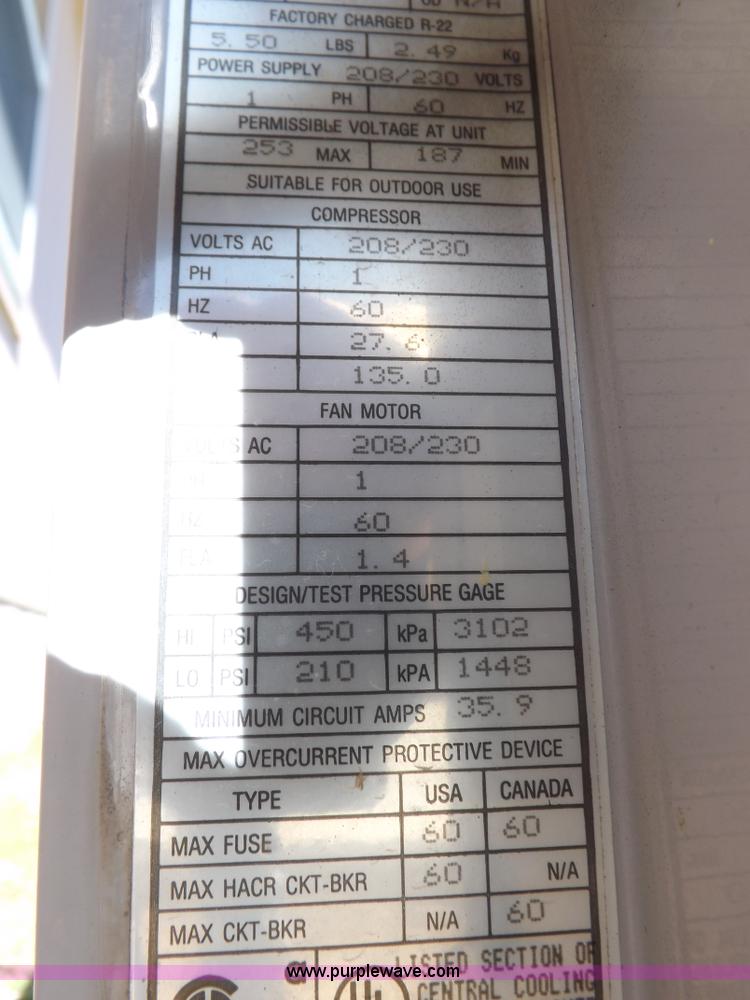 FACTORY CHARGED R-22
5.50 LBS 2.49 Kg
POWER SUPPLY 208/230 VOLTS
1 PH 60 HZ
PERMISSIBLE VOLTAGE AT UNIT
253 MAX 187 MIN
SUITABLE FOR OUTDOOR USE
COMPRESSOR
VOLTS AC 208/230
PH 1
HZ 60
RLA 27.6
135.0
FAN MOTOR
VOLTS AC 208/230
PH 1
HZ 60
FLA 1.4
DESIGN/TEST PRESSURE GAGE
HI PSI 450 kPa 3102
LO PSI 210 kPA 1448
MINIMUM CIRCUIT AMPS 35.9
MAX OVERCURRENT PROTECTIVE DEVICE
TYPE USA CANADA
MAX FUSE 60 60
MAX HACR CKT-BKR 60 N/A
MAX CKT-BKR N/A 60
LISTED SECTION OF
CENTRAL COOLING
www.purplewave.com